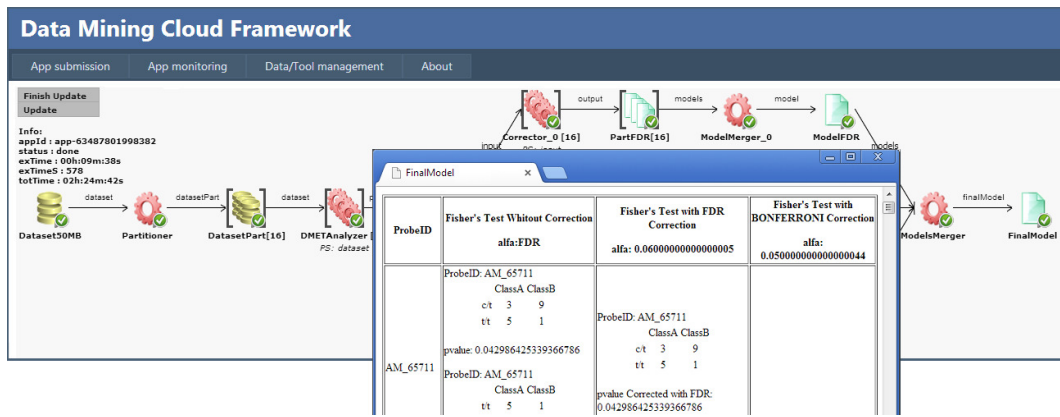 Data Mining Cloud Framework
App submission App monitoring Data/Tool management About
Finish Update
Update
Info:
appId : app-63487801998382
status : done
exTime : 00h:09m:38s
exTimeS : 578
totTime : 02h:24m:42s
output models model
Corrector_0 [16] PartFDR[16] ModelMerger_0 ModelFDR
input models
dataset datasetPart dataset finalModel
Dataset50MB Partitioner DatasetPart[16] DMETAnalyzer [ ModelsMerger FinalModel
PS: dataset
FinalModel
ProbeID
Fisher's Test Whitout Correction
alfa:FDR
Fisher's Test with FDR
Correction
alfa: 0.06000000000000005
Fisher's Test with
BONFERRONI Correction
alfa:
0.050000000000000044
AM_65711
ProbeID: AM_65711
ClassA ClassB
c/t 3 9
t/t 5 1
pvalue: 0.042986425339366786
ProbeID: AM_65711
ClassA ClassB
t/t 5 1
ProbeID: AM_65711
ClassA ClassB
c/t 3 9
t/t 5 1
pvalue Corrected with FDR:
0.042986425339366786